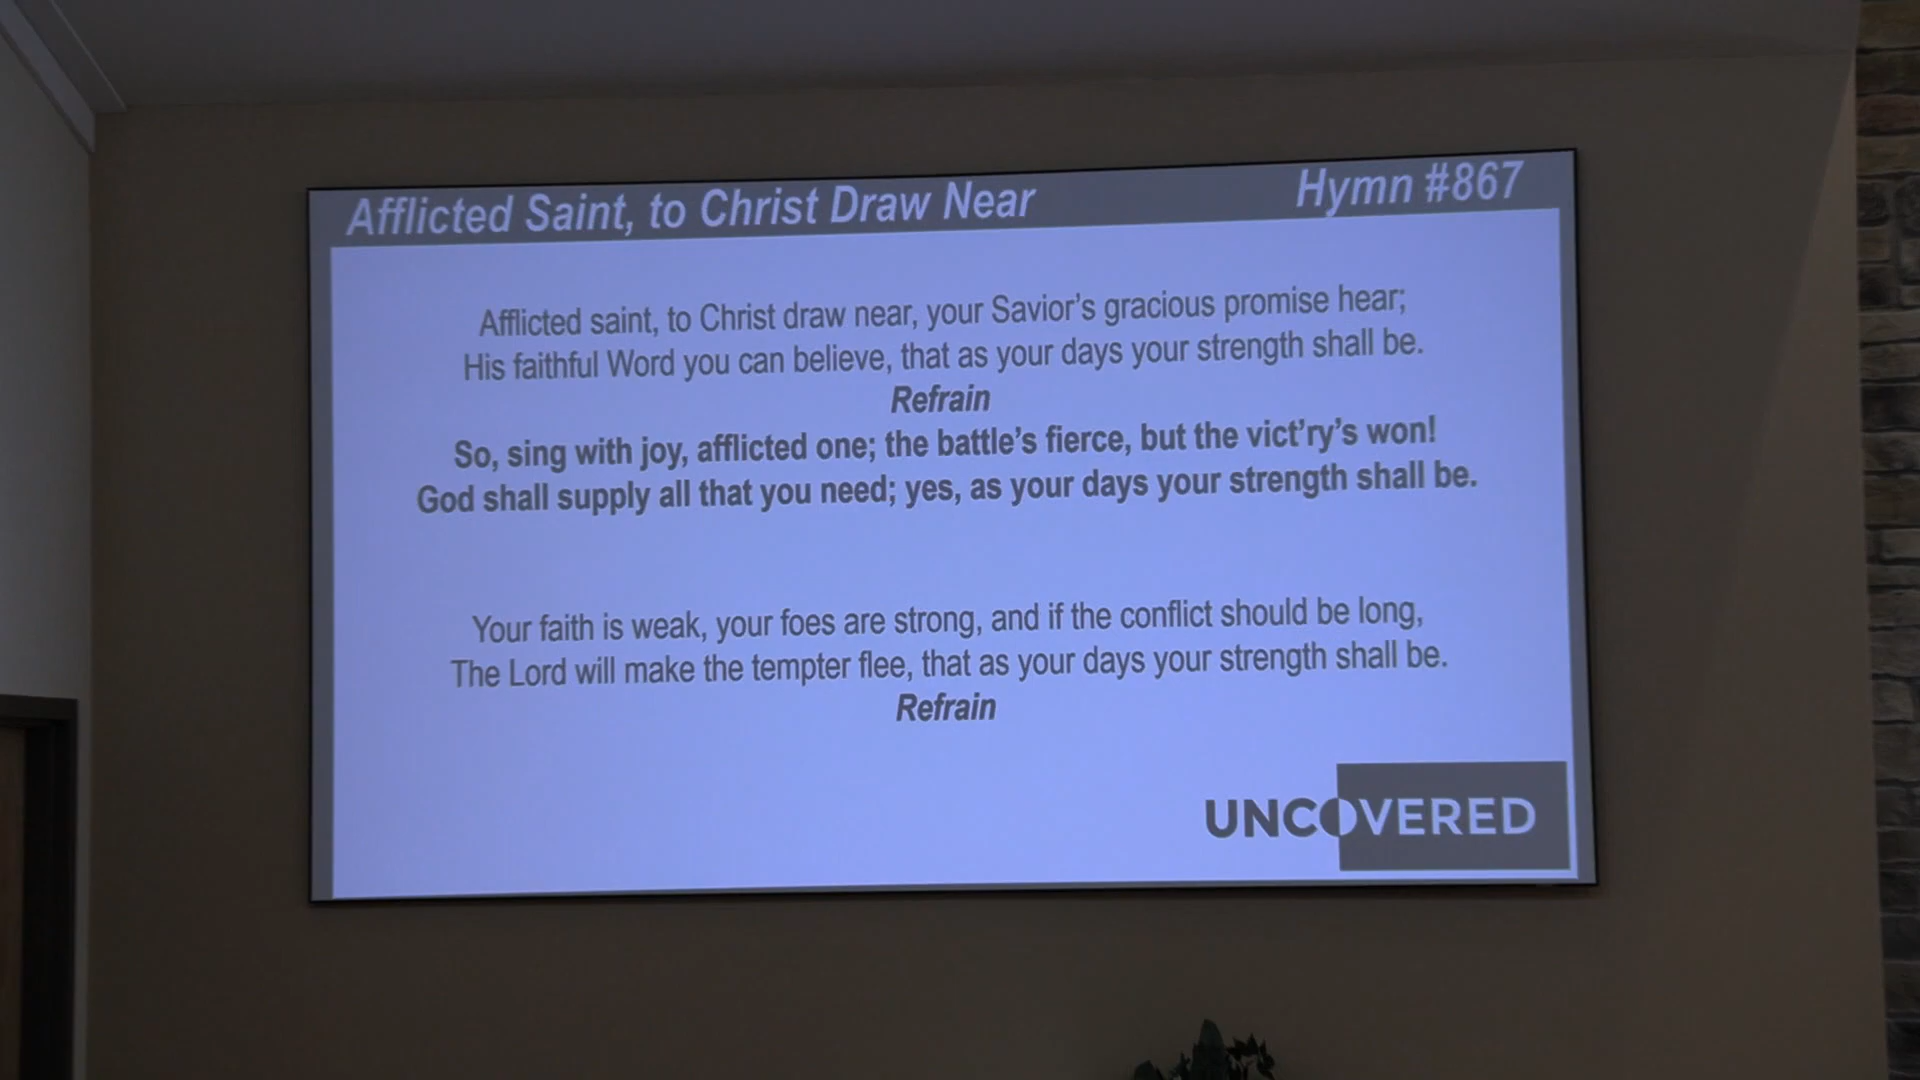 Afflicted Saint, to Christ Draw Near Hymn #867
Afflicted saint, to Christ draw near, your Savior's gracious promise hear;
His faithful Word you can believe, that as your days your strength shall be.
Refrain
So, sing with joy, afflicted one; the battle's fierce, but the vict'ry's won!
God shall supply all that you need; yes, as your days your strength shall be.
Your faith is weak, your foes are strong, and if the conflict should be long,
The Lord will make the tempter flee, that as your days your strength shall be.
Refrain
UNCOVERED